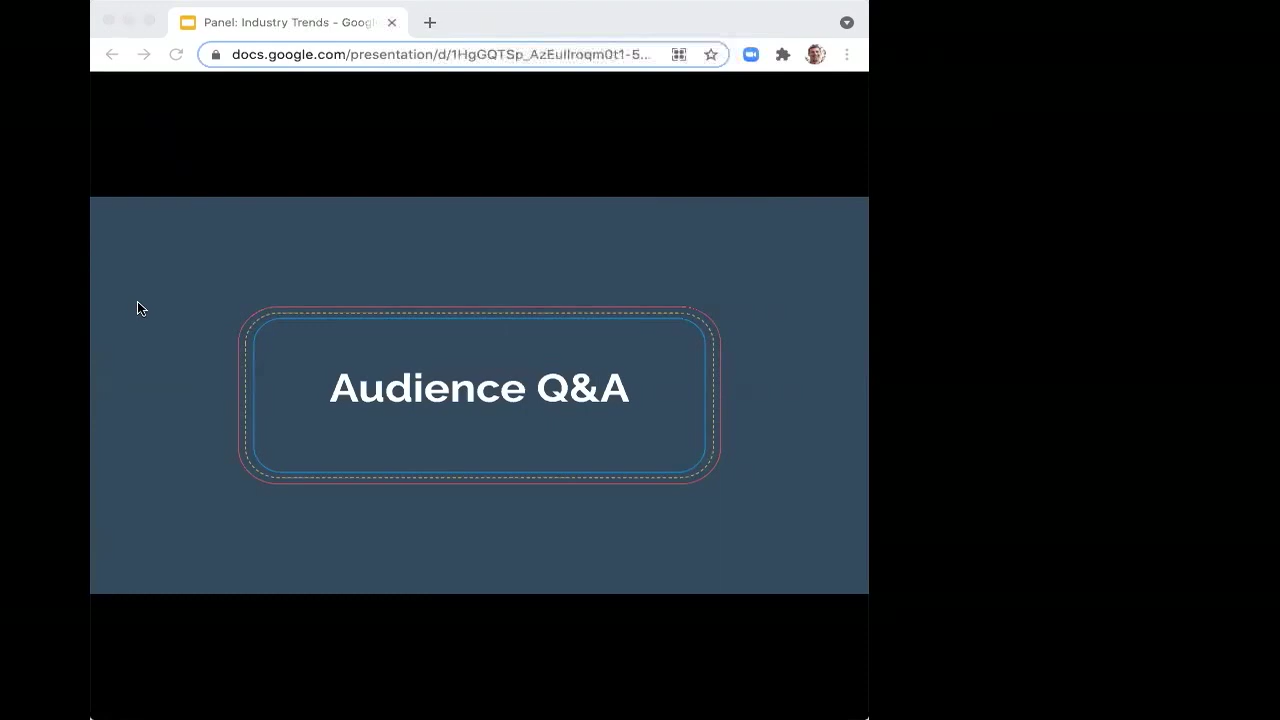 Panel: Industry Trends - Googl
docs.google.com/presentation/d/1HgGQTSp_AzEuIlroqm0t1-5...
Audience Q&A